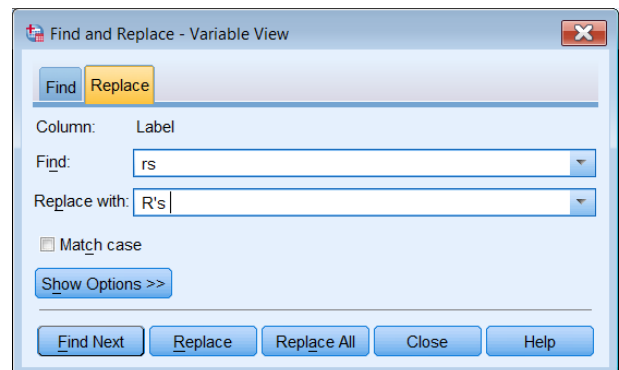 Find and Replace - Variable View
Find Replace
Column: Label
Find: rs
Replace with: R's
Match case
Show Options >>
Find Next Replace Replace All Close Help